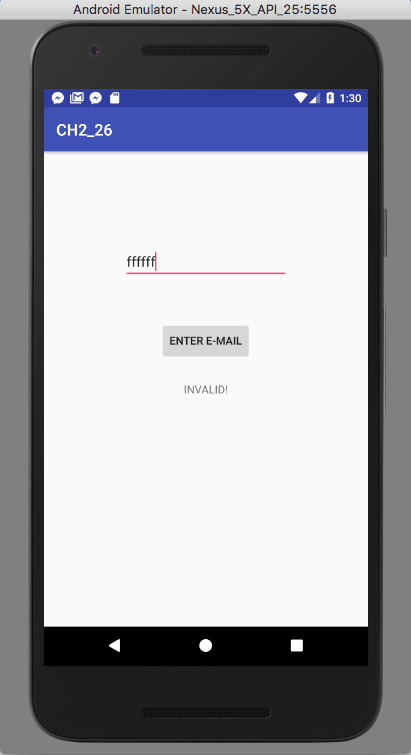 Android Emulator - Nexus_5X_API_25:5556
1:30
CH2_26
ffffff
ENTER E-MAIL
INVALID!